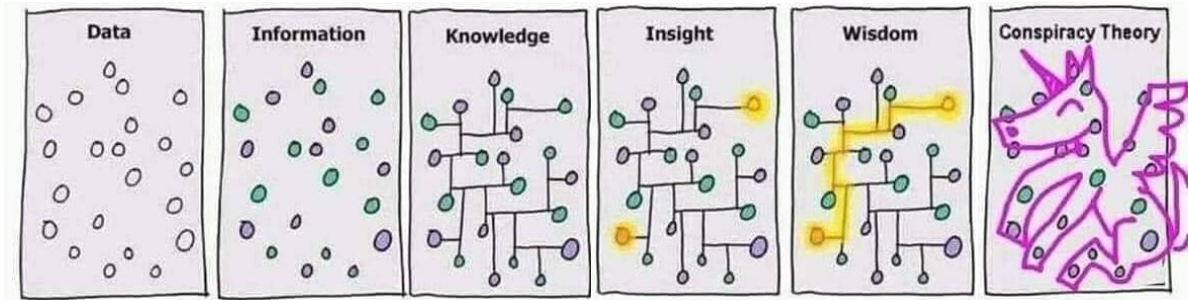 Data
Information
Knowledge
Insight
Wisdom
Conspiracy Theory